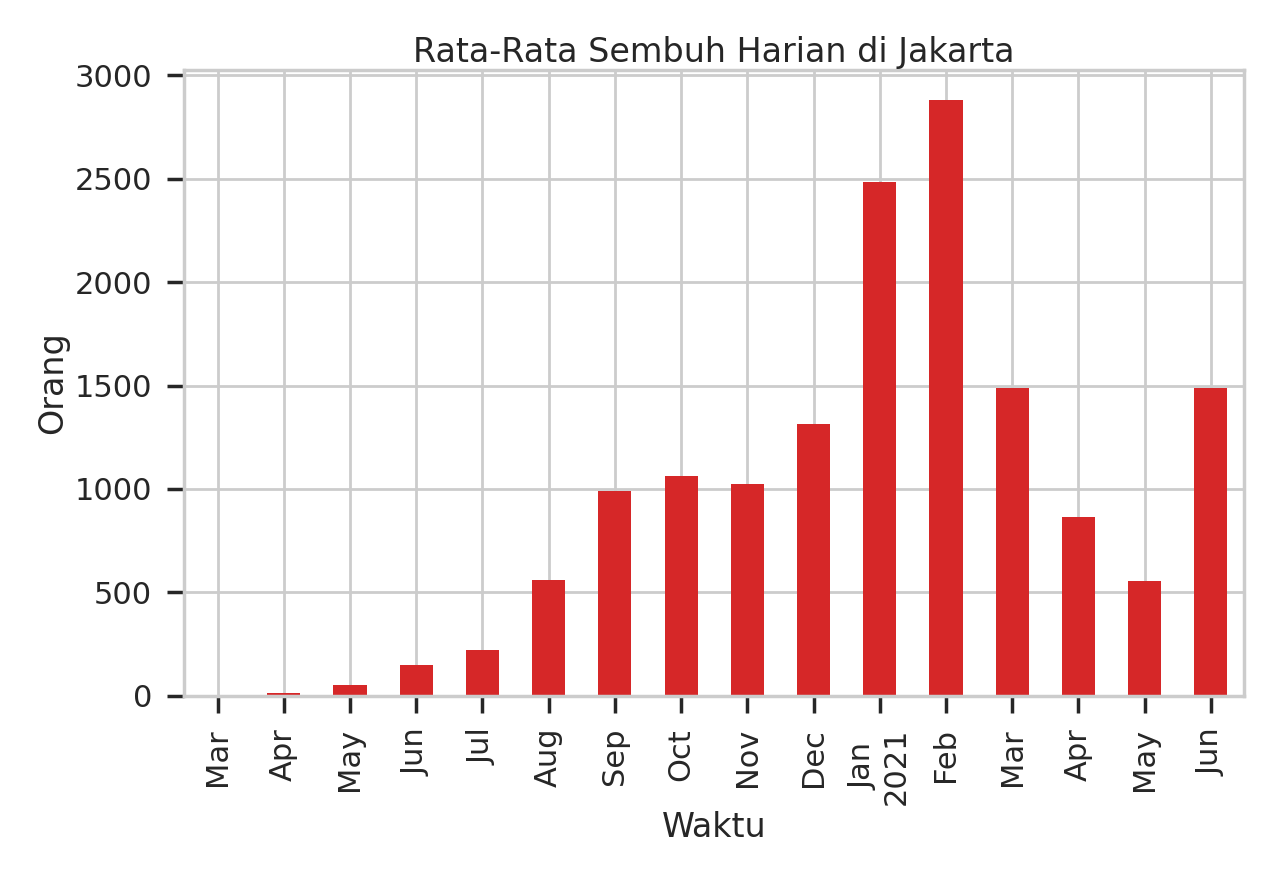 Rata-Rata Sembuh Harian di Jakarta
3000
2500
2000
1500
1000
500
0
Orang
Mar
Apr
May
Jun
Jul
Aug
Sep
Oct
Nov
Dec
Jan
2021
Feb
Mar
Apr
May
Jun
Waktu